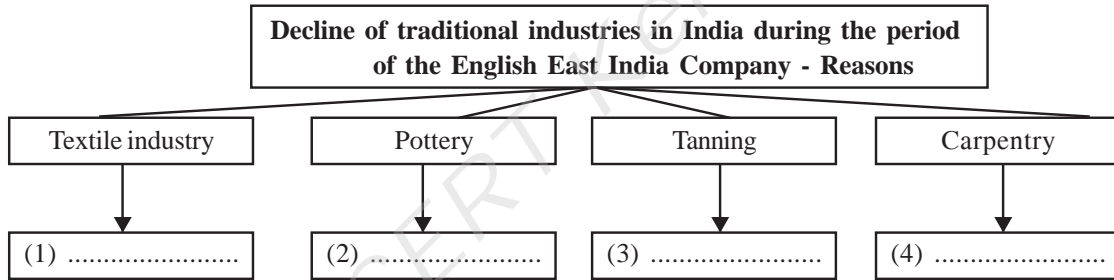 Decline of traditional industries in India during the period
of the English East India Company - Reasons
Textile industry
Pottery
Tanning
Carpentry
(1) ........................
(2) ........................
(3) ........................
(4) ........................